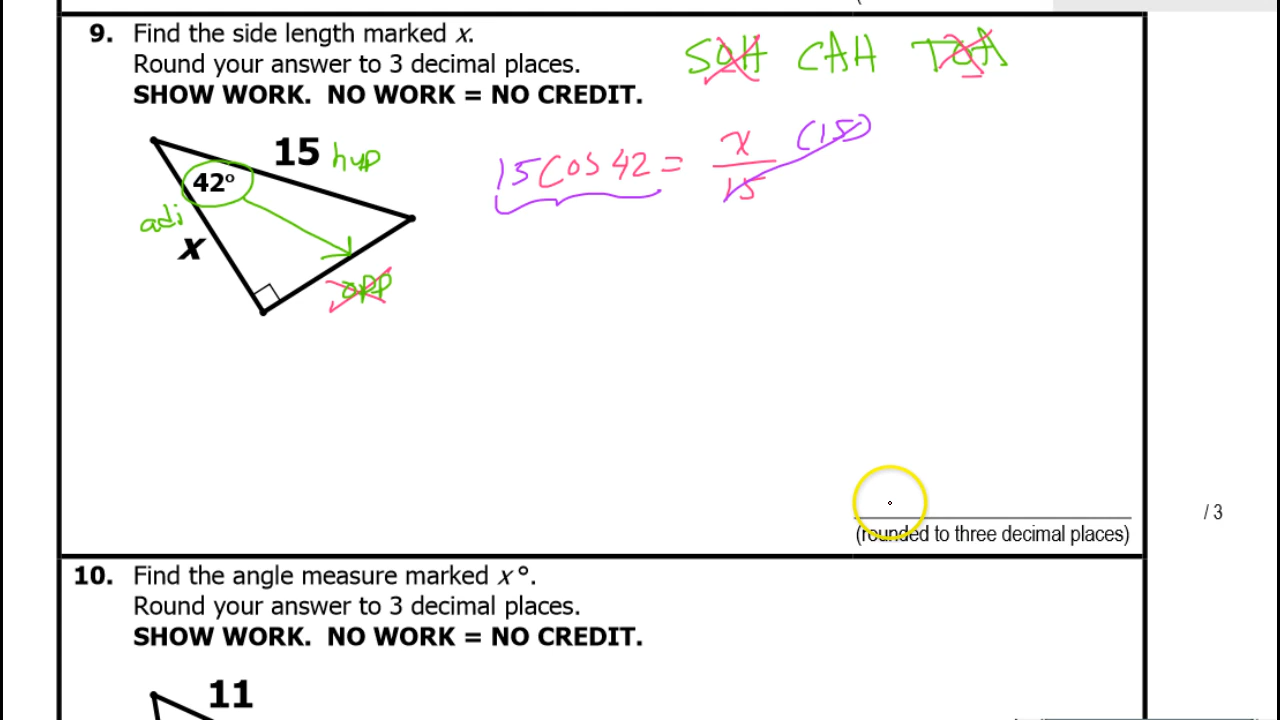 9. Find the side length marked x.
Round your answer to 3 decimal places.
SHOW WORK. NO WORK = NO CREDIT.
SOH CAH TOA
15 hyp
42°
adj
x
opp
15 cos 42 = x/15 (15)
/ 3
(rounded to three decimal places)
10. Find the angle measure marked x°.
Round your answer to 3 decimal places.
SHOW WORK. NO WORK = NO CREDIT.
11